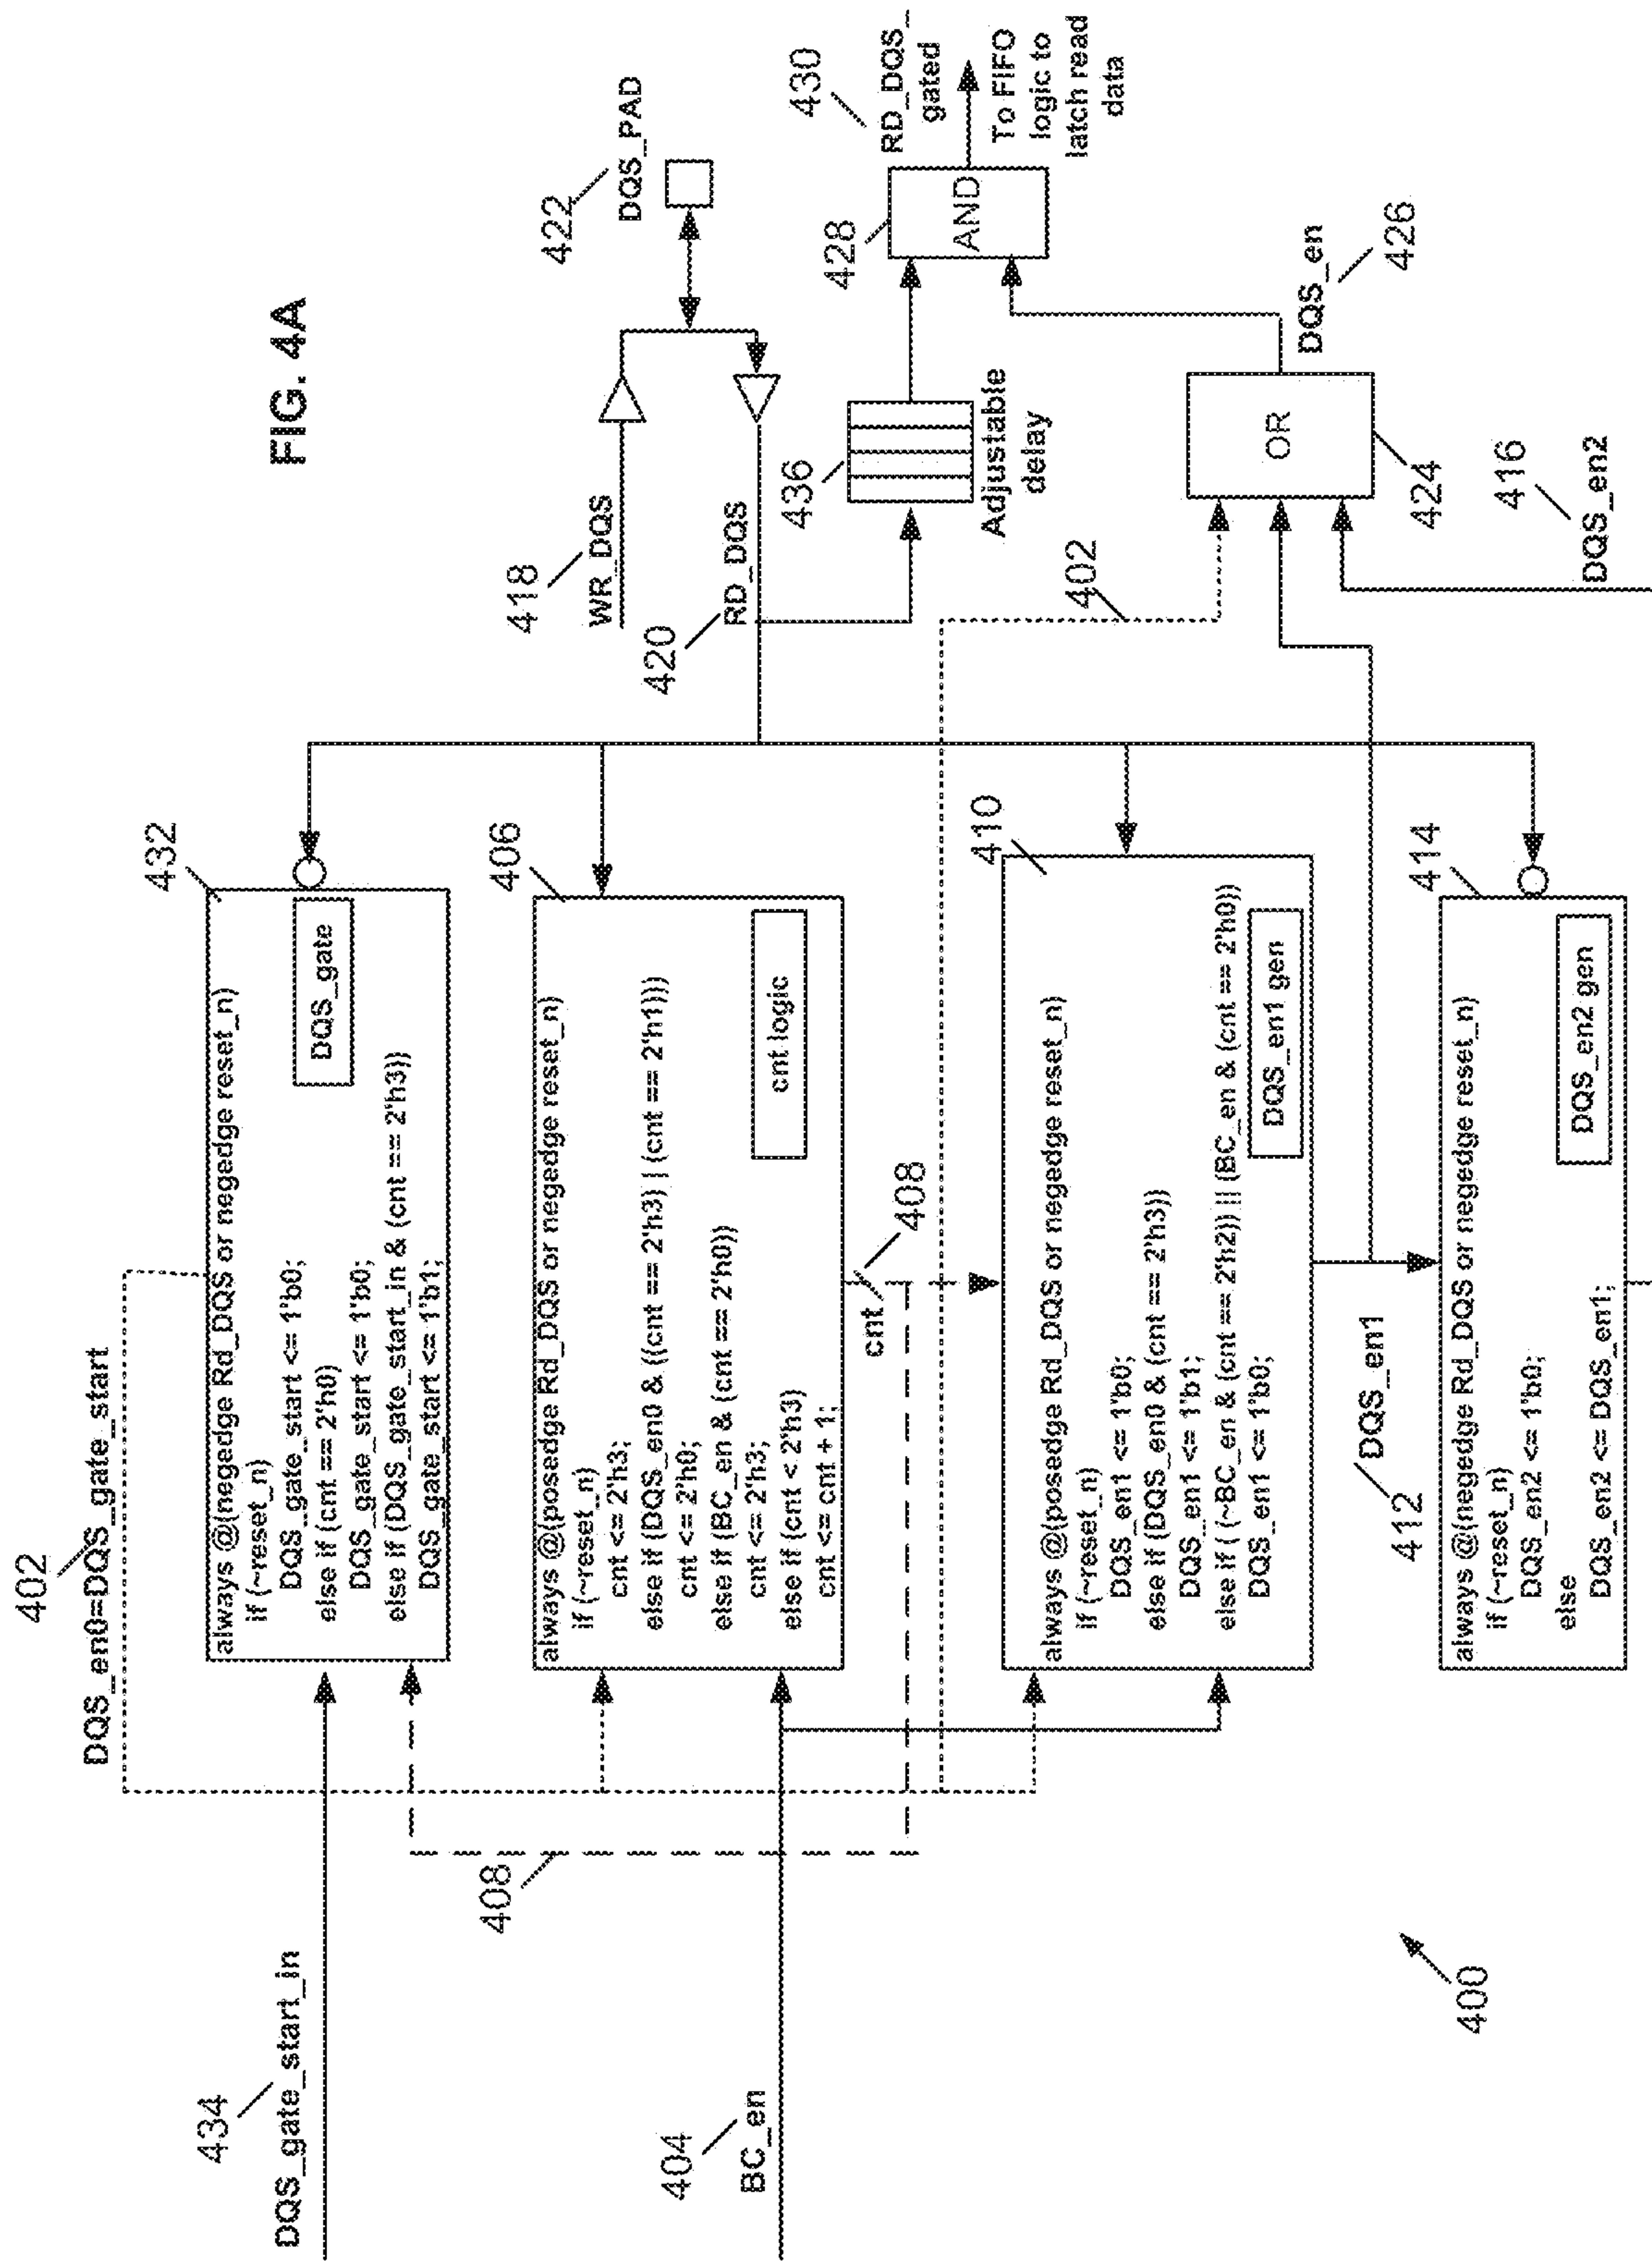 FIG. 4A
402
DQS_en0=DQS_gate_start
434
DQS_gate_start_in
404
BC_en
400
432
always @(negedge Rd_DQS or negedge reset_n)
if (~reset_n)
DQS_gate_start <= 1'b0;
else if (cnt == 2'h0)
DQS_gate_start <= 1'b0;
else if (DQS_gate_start_in & (cnt == 2'h3))
DQS_gate_start <= 1'b1;
DQS_gate
406
always @(posedge Rd_DQS or negedge reset_n)
if (~reset_n)
cnt <= 2'h3;
else if (DQS_en0 & ((cnt == 2'h3) | (cnt == 2'h1)))
cnt <= 2'h0;
else if (BC_en & (cnt == 2'h0))
cnt <= 2'h3;
else if (cnt < 2'h3)
cnt <= cnt + 1;
cnt logic
408
cnt
408
410
always @(posedge Rd_DQS or negedge reset_n)
if (~reset_n)
DQS_en1 <= 1'b0;
else if (DQS_en0 & (cnt == 2'h3))
DQS_en1 <= 1'b1;
else if ( (~BC_en & (cnt == 2'h2)) || (BC_en & (cnt == 2'h0))
DQS_en1 <= 1'b0;
DQS_en1 gen
DQS_en1
412
414
always @(negedge Rd_DQS or negedge reset_n)
if (~reset_n)
DQS_en2 <= 1'b0;
else
DQS_en2 <= DQS_en1;
DQS_en2 gen
418
WR_DQS
420
RD_DQS
422
DQS_PAD
436
Adjustable
delay
402
428
AND
430
RD_DQS_
gated
To FIFO
logic to
latch read
data
OR
424
DQS_en
426
416
DQS_en2